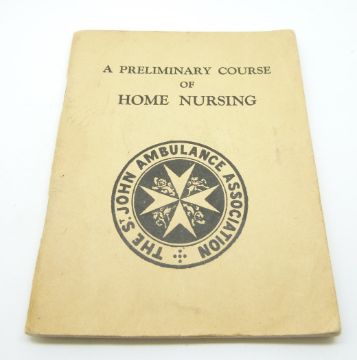 A PRELIMINARY COURSE
OF
HOME NURSING
THE ST. JOHN AMBULANCE ASSOCIATION